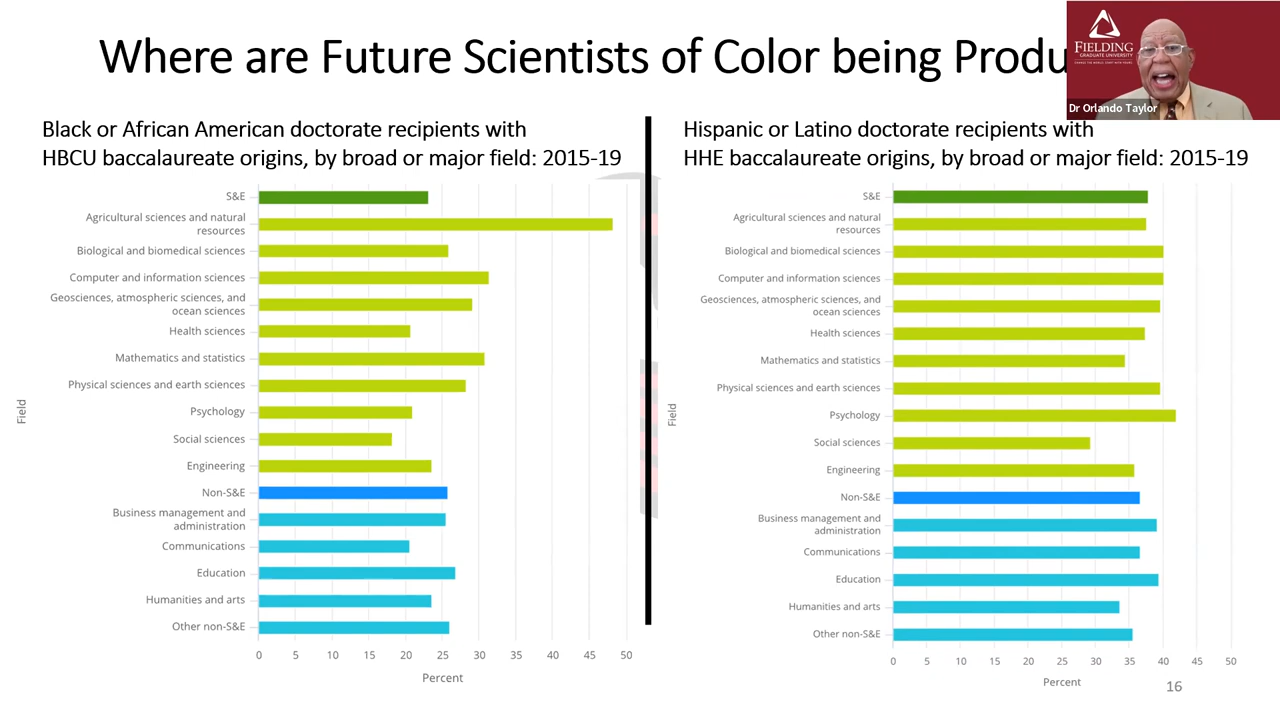 Where are Future Scientists of Color being Produ
FIELDING
GRADUATE UNIVERSITY
Dr Orlando Taylor
Black or African American doctorate recipients with
HBCU baccalaureate origins, by broad or major field: 2015-19
S&E
Agricultural sciences and natural
resources
Biological and biomedical sciences
Computer and information sciences
Geosciences, atmospheric sciences, and
ocean sciences
Health sciences
Mathematics and statistics
Physical sciences and earth sciences
Psychology
Social sciences
Engineering
Non-S&E
Business management and
administration
Communications
Education
Humanities and arts
Other non-S&E
Field
0 5 10 15 20 25 30 35 40 45 50
Percent
Hispanic or Latino doctorate recipients with
HHE baccalaureate origins, by broad or major field: 2015-19
S&E
Agricultural sciences and natural
resources
Biological and biomedical sciences
Computer and information sciences
Geosciences, atmospheric sciences, and
ocean sciences
Health sciences
Mathematics and statistics
Physical sciences and earth sciences
Psychology
Social sciences
Engineering
Non-S&E
Business management and
administration
Communications
Education
Humanities and arts
Other non-S&E
Field
0 5 10 15 20 25 30 35 40 45 50
Percent
16